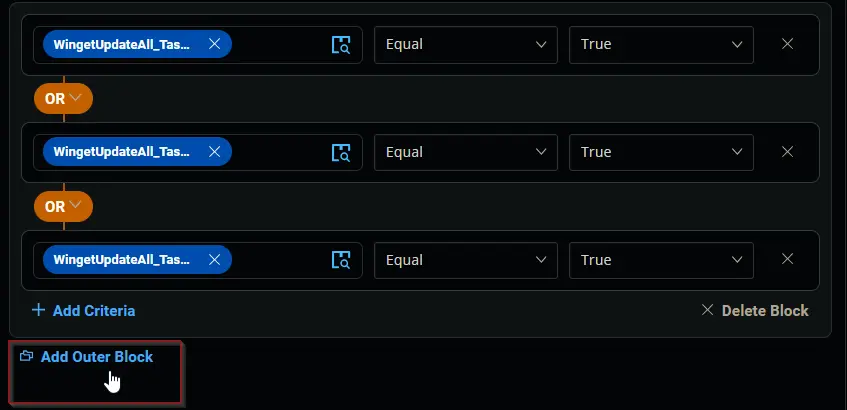 WingetUpdateAll_Tas... Equal True
OR
WingetUpdateAll_Tas... Equal True
OR
WingetUpdateAll_Tas... Equal True
Add Criteria Delete Block
Add Outer Block